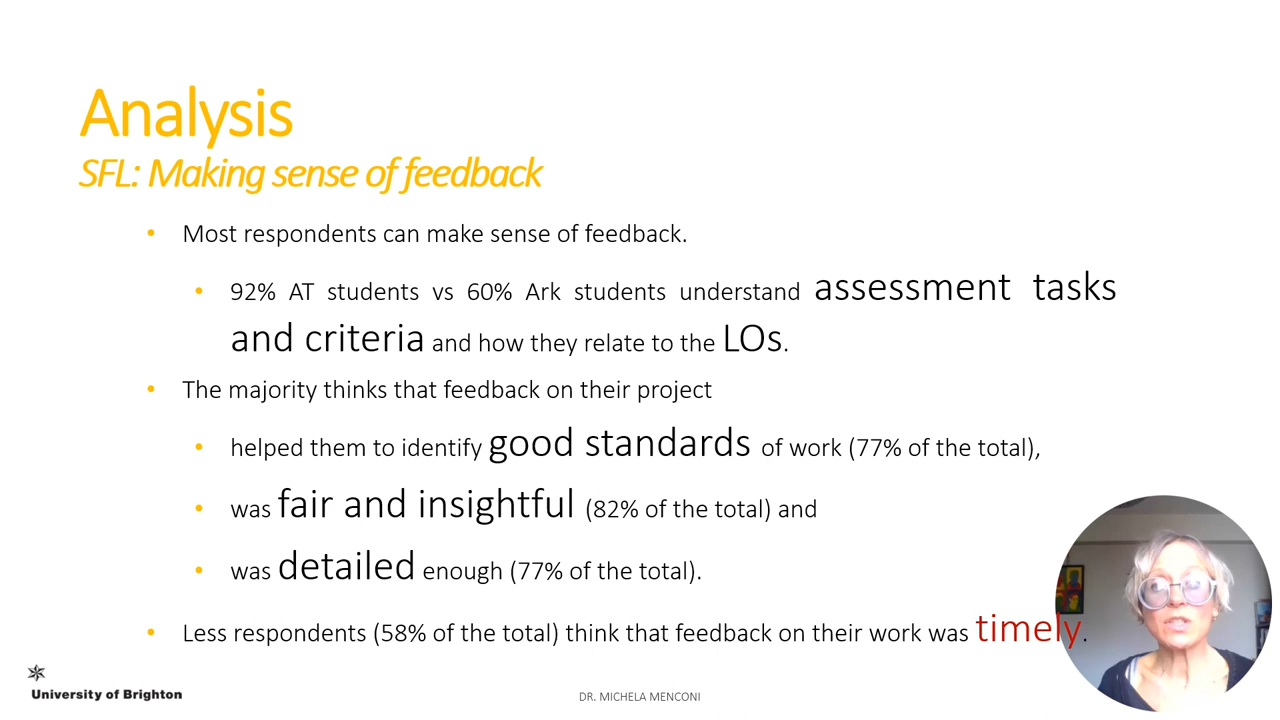 Analysis
SFL: Making sense of feedback
• Most respondents can make sense of feedback.
• 92% AT students vs 60% Ark students understand assessment tasks
and criteria and how they relate to the LOs.
• The majority thinks that feedback on their project
• helped them to identify good standards of work (77% of the total),
• was fair and insightful (82% of the total) and
• was detailed enough (77% of the total).
• Less respondents (58% of the total) think that feedback on their work was timely.
University of Brighton
DR. MICHELA MENCONI